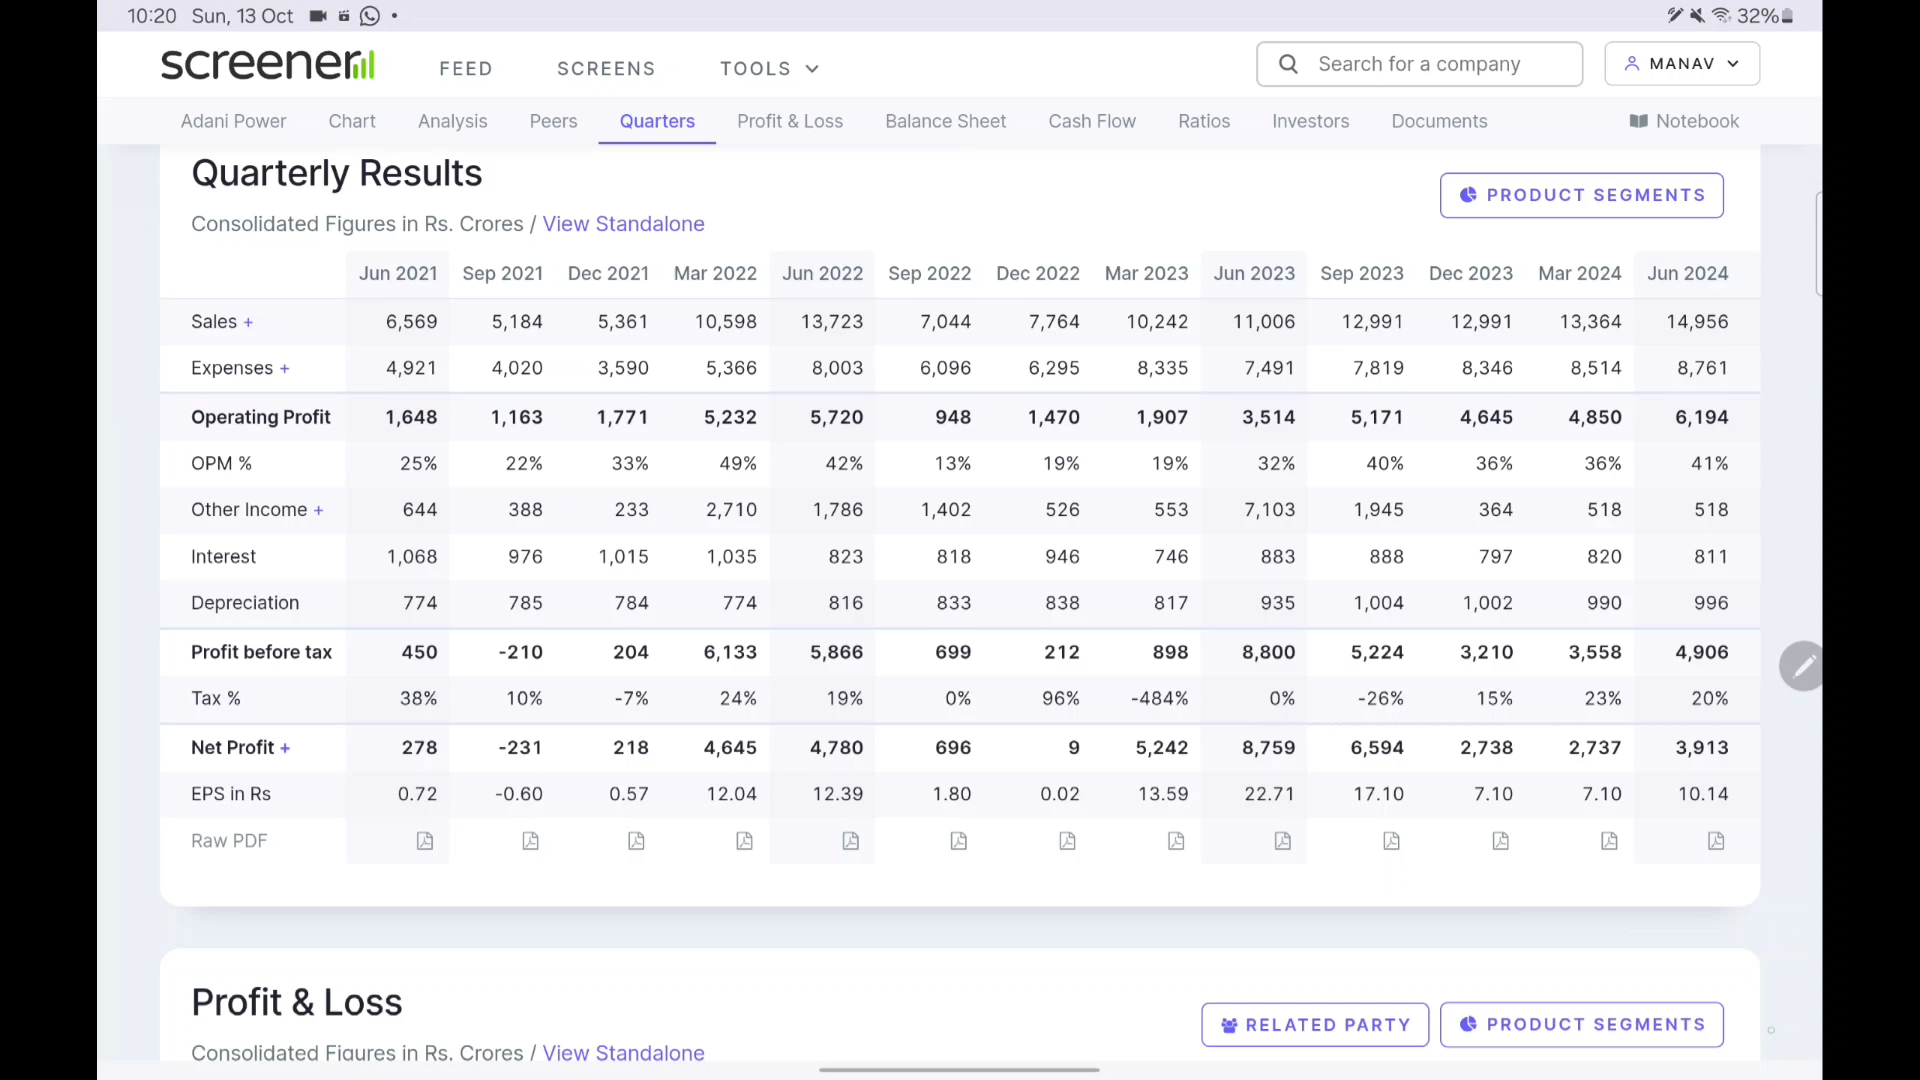 10:20 Sun, 13 Oct 32%
screener FEED SCREENS TOOLS Search for a company MANAV
Adani Power Chart Analysis Peers Quarters Profit & Loss Balance Sheet Cash Flow Ratios Investors Documents Notebook
Quarterly Results
PRODUCT SEGMENTS
Consolidated Figures in Rs. Crores / View Standalone
Jun 2021 Sep 2021 Dec 2021 Mar 2022 Jun 2022 Sep 2022 Dec 2022 Mar 2023 Jun 2023 Sep 2023 Dec 2023 Mar 2024 Jun 2024
Sales + 6,569 5,184 5,361 10,598 13,723 7,044 7,764 10,242 11,006 12,991 12,991 13,364 14,956
Expenses + 4,921 4,020 3,590 5,366 8,003 6,096 6,295 8,335 7,491 7,819 8,346 8,514 8,761
Operating Profit 1,648 1,163 1,771 5,232 5,720 948 1,470 1,907 3,514 5,171 4,645 4,850 6,194
OPM % 25% 22% 33% 49% 42% 13% 19% 19% 32% 40% 36% 36% 41%
Other Income + 644 388 233 2,710 1,786 1,402 526 553 7,103 1,945 364 518 518
Interest 1,068 976 1,015 1,035 823 818 946 746 883 888 797 820 811
Depreciation 774 785 784 774 816 833 838 817 935 1,004 1,002 990 996
Profit before tax 450 -210 204 6,133 5,866 699 212 898 8,800 5,224 3,210 3,558 4,906
Tax % 38% 10% -7% 24% 19% 0% 96% -484% 0% -26% 15% 23% 20%
Net Profit + 278 -231 218 4,645 4,780 696 9 5,242 8,759 6,594 2,738 2,737 3,913
EPS in Rs 0.72 -0.60 0.57 12.04 12.39 1.80 0.02 13.59 22.71 17.10 7.10 7.10 10.14
Raw PDF
Profit & Loss
RELATED PARTY PRODUCT SEGMENTS
Consolidated Figures in Rs. Crores / View Standalone